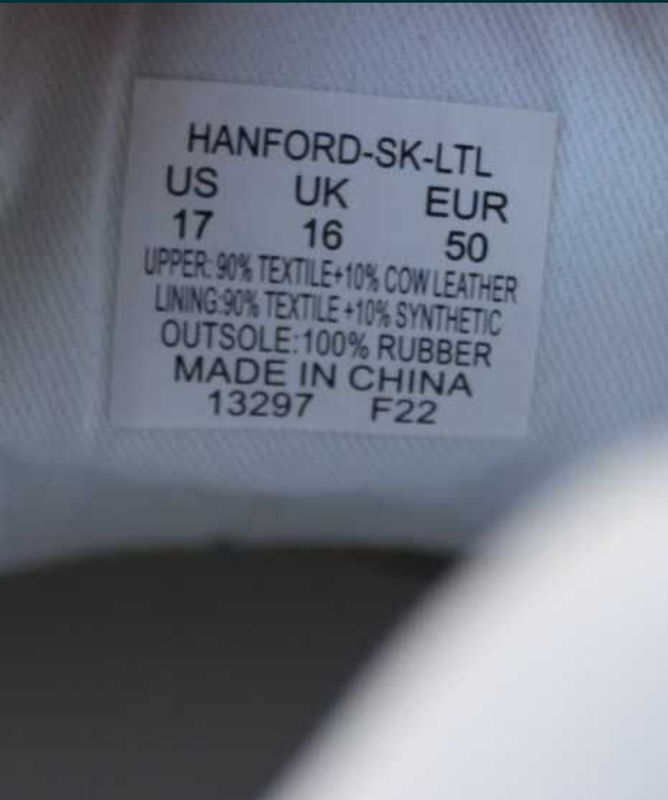 HANFORD-SK-LTL
US UK EUR
17 16 50
UPPER: 90% TEXTILE+10% COW LEATHER
LINING:90% TEXTILE +10% SYNTHETIC
OUTSOLE:100% RUBBER
MADE IN CHINA
13297 F22